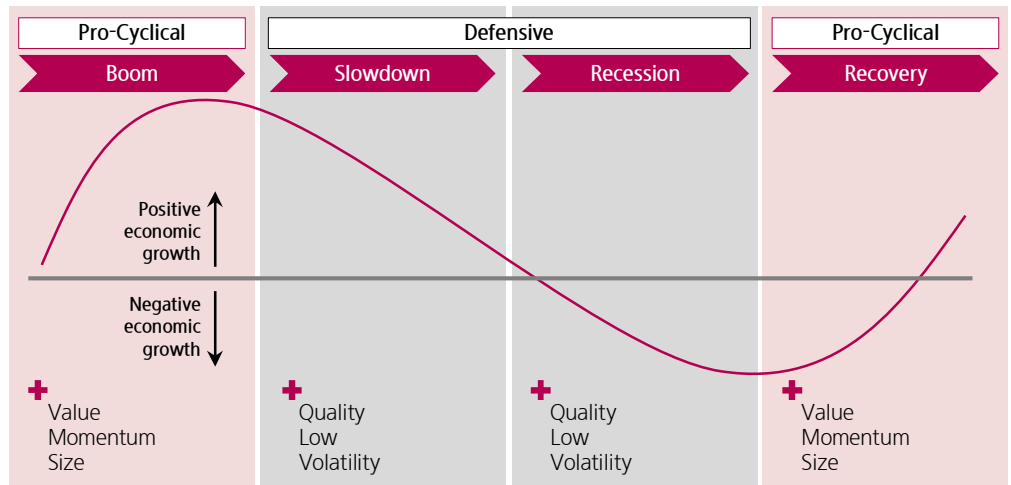 Pro-Cyclical
Defensive
Pro-Cyclical
Boom
Slowdown
Recession
Recovery
Positive
economic
growth
Negative
economic
growth
Value
Momentum
Size
Quality
Low
Volatility
Quality
Low
Volatility
Value
Momentum
Size